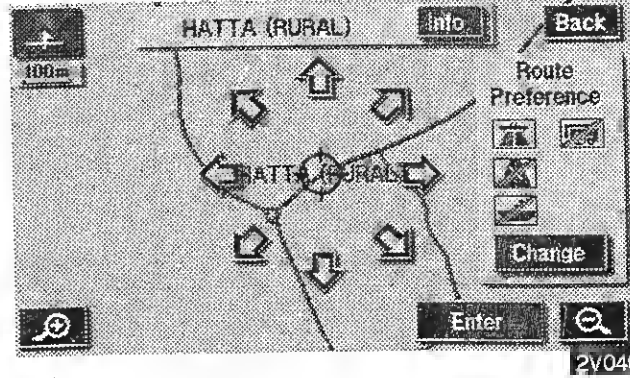 HATTA (RURAL)
Info
Back
100m
Route
Preference
HATTA (RURAL)
Change
Enter
2V04